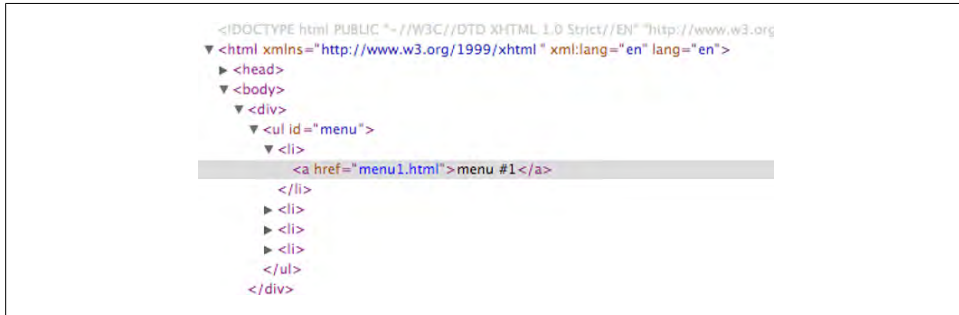 <!DOCTYPE html PUBLIC "-//W3C//DTD XHTML 1.0 Strict//EN" "http://www.w3.org
▼ <html xmlns="http://www.w3.org/1999/xhtml" xml:lang="en" lang="en">
▶ <head>
▼ <body>
▼ <div>
▼ <ul id="menu">
▼ <li>
<a href="menu1.html">menu #1</a>
</li>
▶ <li>
▶ <li>
▶ <li>
</ul>
</div>